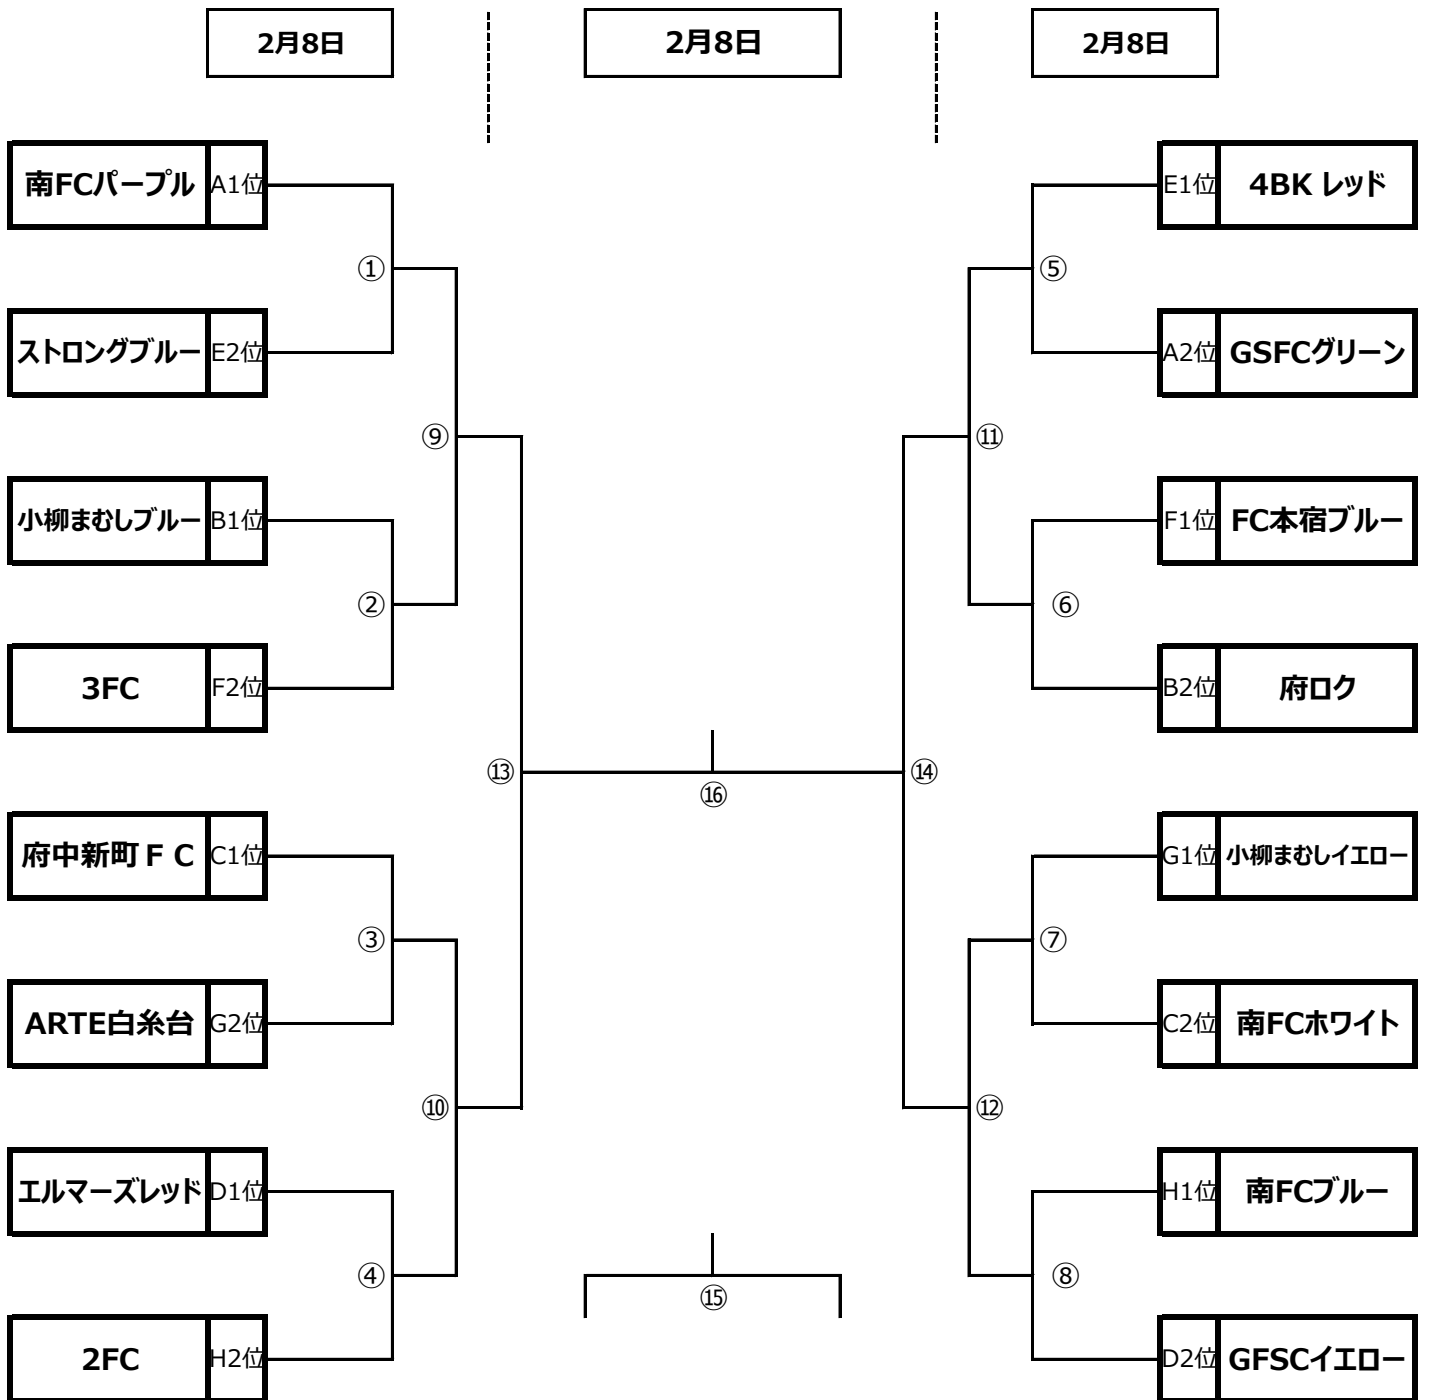 2月8日
2月8日
2月8日
南FCパープル A1位
E1位 4BK レッド
①
⑤
ストロングブルー E2位
A2位 GSFCグリーン
⑨
⑪
小柳まむしブルー B1位
F1位 FC本宿ブルー
②
⑥
3FC F2位
B2位 府ロク
⑬
⑯
⑭
府中新町ＦＣ C1位
G1位 小柳まむしイエロー
③
⑦
ARTE白糸台 G2位
C2位 南FCホワイト
⑩
⑫
エルマーズレッド D1位
H1位 南FCブルー
④
⑮
⑧
2FC H2位
D2位 GFSCイエロー